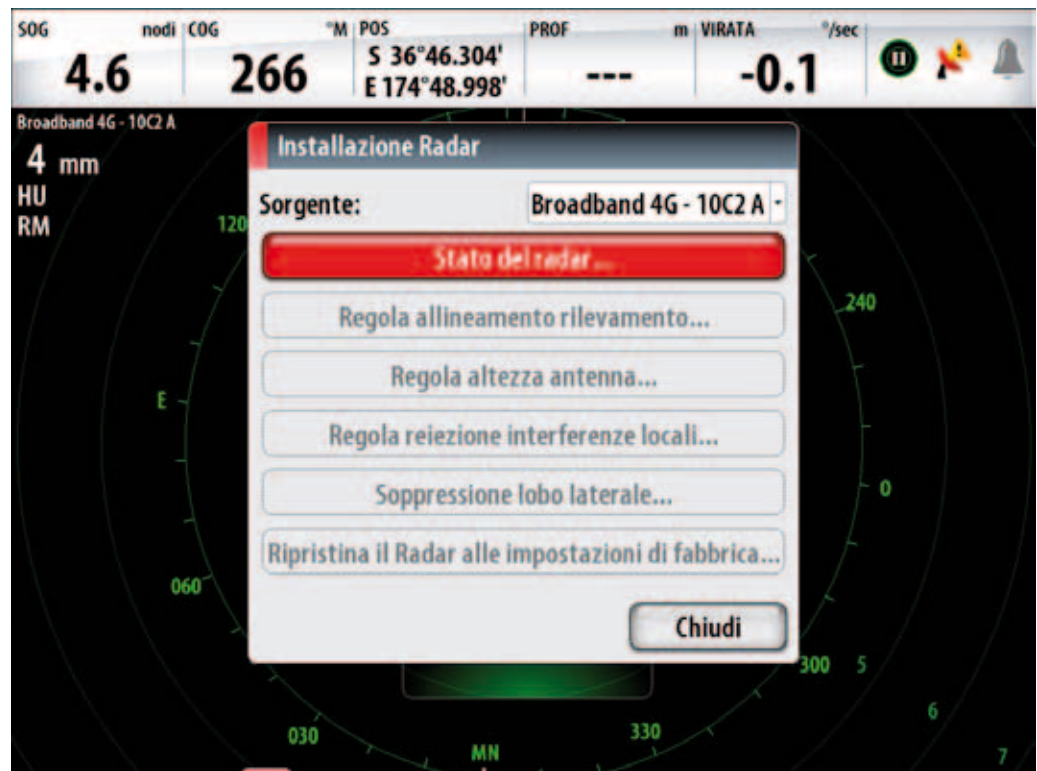 SOG nodi COG °M POS PROF m VIRATA °/sec
4.6 266 S 36°46.304' --- -0.1
E 174°48.998'
Broadband 4G - 10C2 A
4 mm
HU
RM
Installazione Radar
Sorgente: Broadband 4G - 10C2 A
Stato del radar...
Regola allineamento rilevamento...
Regola altezza antenna...
Regola reiezione interferenze locali...
Soppressione lobo laterale...
Ripristina il Radar alle impostazioni di fabbrica...
Chiudi
120
240
E
0
060
300 5
6
030 MN 330
7